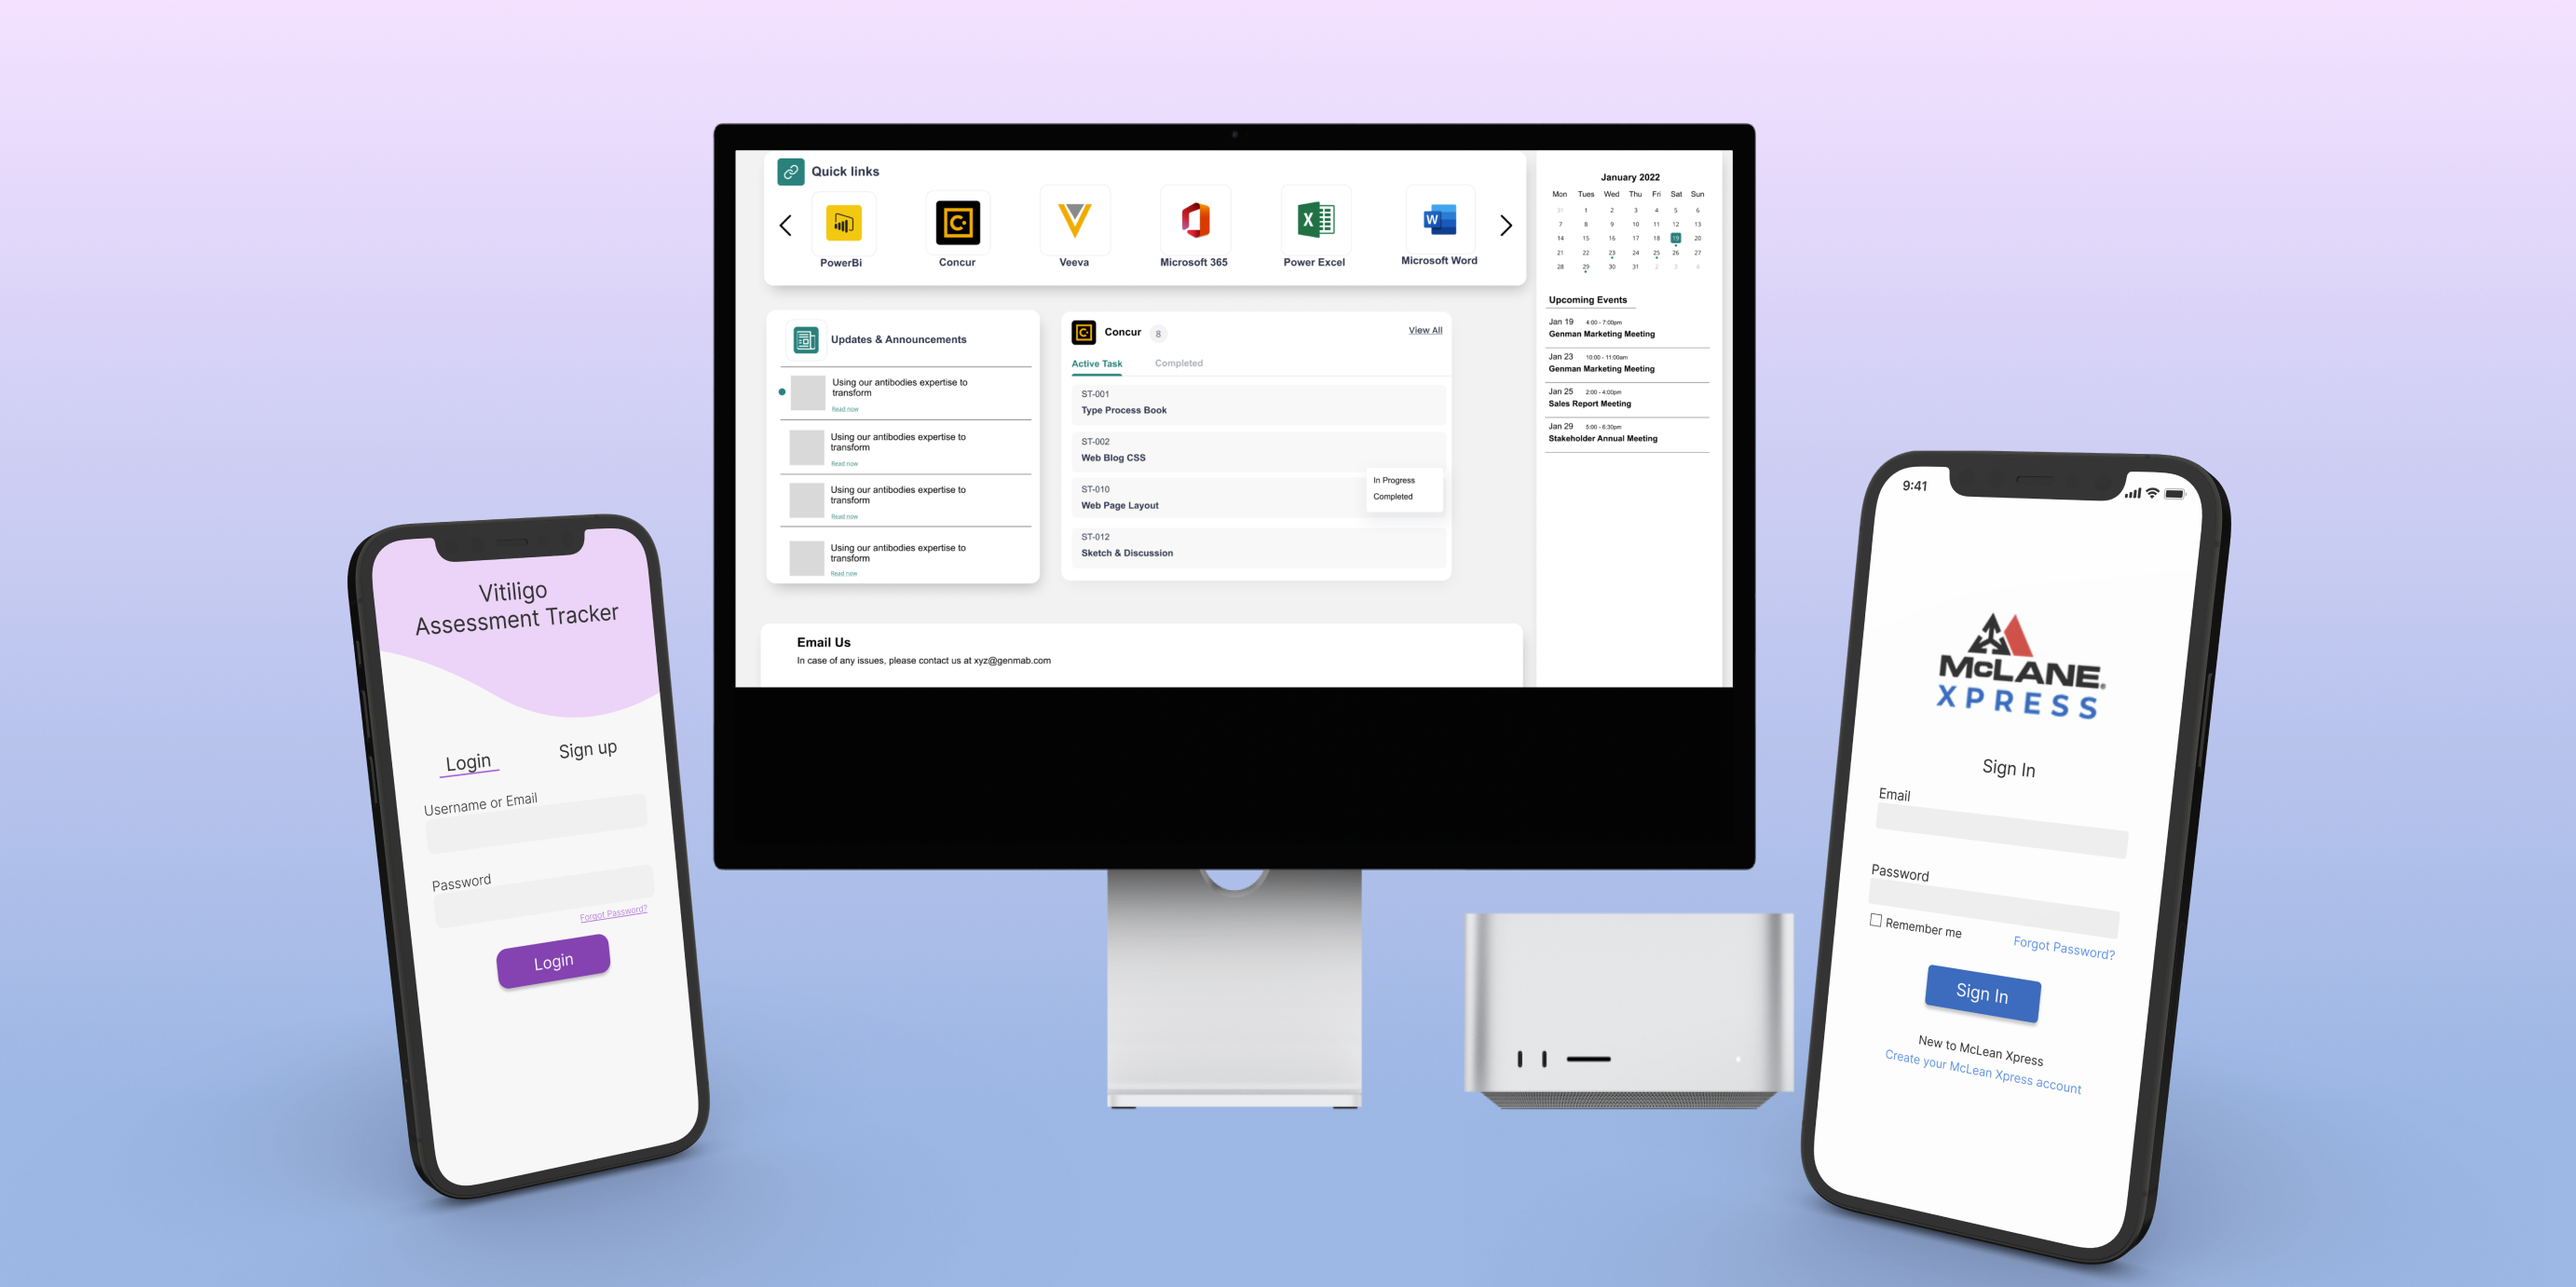 Vitiligo
Assessment Tracker
Login
Sign up
Username or Email
Password
Forgot Password?
Login
Quick links
PowerBi
Concur
Veeva
Microsoft 365
X
Power Excel
W
Microsoft Word
Updates & Announcements
Using our antibodies expertise to
transform
Read now
Using our antibodies expertise to
transform
Read now
Using our antibodies expertise to
transform
Read now
Using our antibodies expertise to
transform
Read now
C
Concur
8
View All
Active Task
Completed
ST-001
Type Process Book
ST-002
Web Blog CSS
ST-010
Web Page Layout
In Progress
Completed
ST-012
Sketch & Discussion
Email Us
In case of any issues, please contact us at xyz@genmab.com
January 2022
Mon Tues Wed Thu Fri Sat Sun
31 1 2 3 4 5 6
7 8 9 10 11 12 13
14 15 16 17 18 19 20
21 22 23 24 25 26 27
28 29 30 31 2 3 4
Upcoming Events
Jan 19 4:00 - 7:00pm
Genman Marketing Meeting
Jan 23 10:00 - 11:00am
Genman Marketing Meeting
Jan 25 2:00 - 4:00pm
Sales Report Meeting
Jan 29 5:00 - 6:30pm
Stakeholder Annual Meeting
9:41
McLANE®
XPRESS
Sign In
Email
Password
Remember me
Forgot Password?
Sign In
New to McLean Xpress
Create your McLean Xpress account